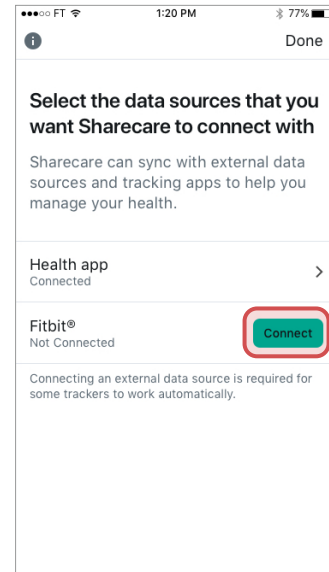 FT 1:20 PM 77%
Done
Select the data sources that you
want Sharecare to connect with
Sharecare can sync with external data
sources and tracking apps to help you
manage your health.
Health app
Connected
Fitbit®
Not Connected
Connect
Connecting an external data source is required for
some trackers to work automatically.